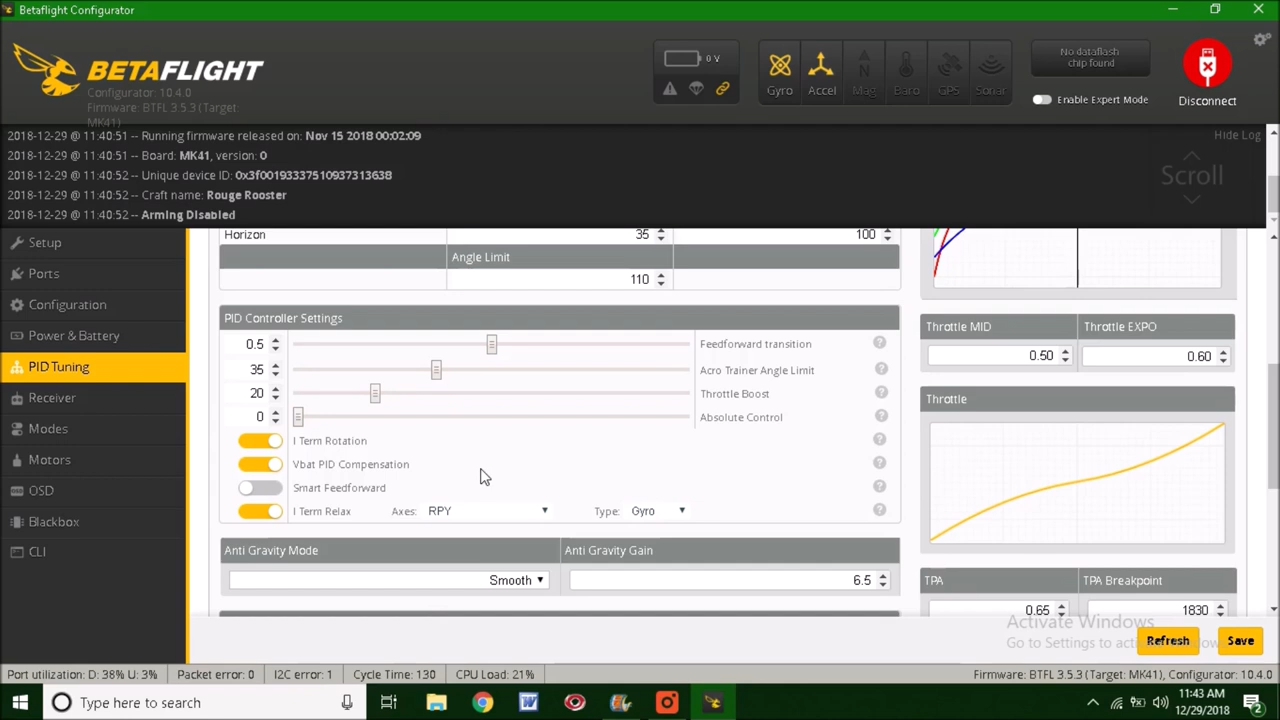 Betaflight Configurator
BETAFLIGHT
Configurator: 10.4.0
Firmware: BTFL 3.5.3 (Target:
MK41)
0 V
Gyro
Accel
Mag
Baro
GPS
Sonar
No dataflash
chip found
Enable Expert Mode
Disconnect
2018-12-29 @ 11:40:51 -- Running firmware released on: Nov 15 2018 00:02:09
2018-12-29 @ 11:40:51 -- Board: MK41, version: 0
2018-12-29 @ 11:40:51 -- Unique device ID: 0x3f00193337510937313638
2018-12-29 @ 11:40:52 -- Craft name: Rouge Rooster
2018-12-29 @ 11:40:52 -- Arming Disabled
Hide Log
Scroll
Setup
Ports
Configuration
Power & Battery
PID Tuning
Receiver
Modes
Motors
OSD
Blackbox
CLI
Horizon 35 100
Angle Limit
110
PID Controller Settings
0.5 Feedforward transition ?
35 Acro Trainer Angle Limit ?
20 Throttle Boost ?
0 Absolute Control ?
I Term Rotation ?
Vbat PID Compensation ?
Smart Feedforward ?
I Term Relax Axes: RPY Type: Gyro ?
Anti Gravity Mode Anti Gravity Gain
Smooth 6.5
Throttle MID Throttle EXPO
0.50 0.60
Throttle
TPA TPA Breakpoint
0.65 1830
Activate Windows
Go to Settings to activate Windows.
Refresh
Save
Port utilization: D: 38% U: 3% Packet error: 0 I2C error: 1 Cycle Time: 130 CPU Load: 21% Firmware: BTFL 3.5.3 (Target: MK41), Configurator: 10.4.0
Type here to search
11:43 AM
12/29/2018
2